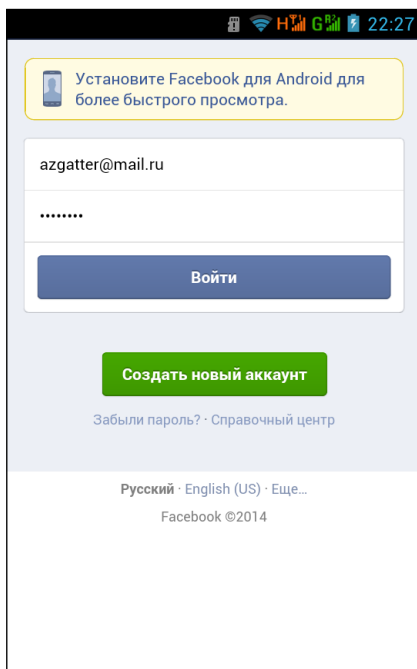 H G R 22:27
Установите Facebook для Android для
более быстрого просмотра.
azgatter@mail.ru
••••••••
Войти
Создать новый аккаунт
Забыли пароль? · Справочный центр
Русский · English (US) · Еще...
Facebook ©2014